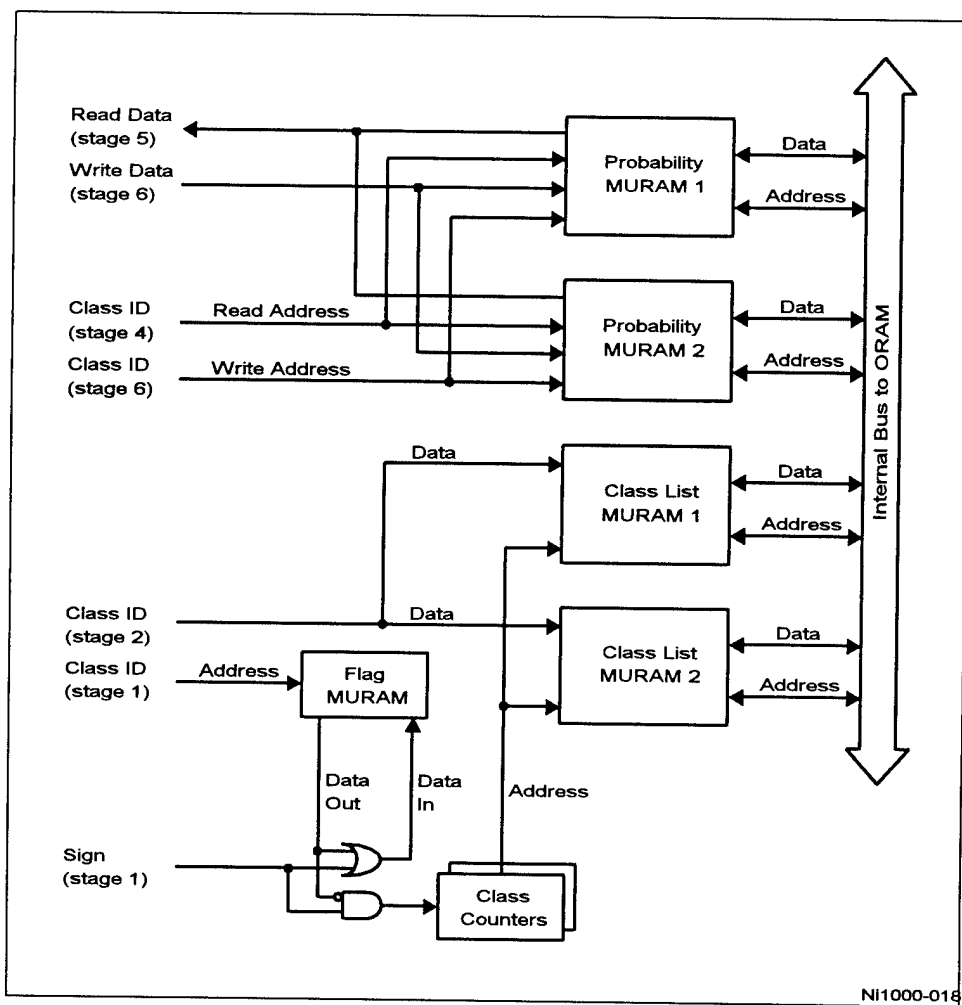 Read Data
(stage 5)
Write Data
(stage 6)
Probability
MURAM 1
Data
Address
Class ID
(stage 4)
Read Address
Class ID
(stage 6)
Write Address
Probability
MURAM 2
Data
Address
Internal Bus to ORAM
Data
Class List
MURAM 1
Data
Address
Class ID
(stage 2)
Data
Class List
MURAM 2
Data
Address
Class ID
(stage 1)
Address
Flag
MURAM
Data
Out
Data
In
Address
Sign
(stage 1)
Class
Counters
Ni1000-018